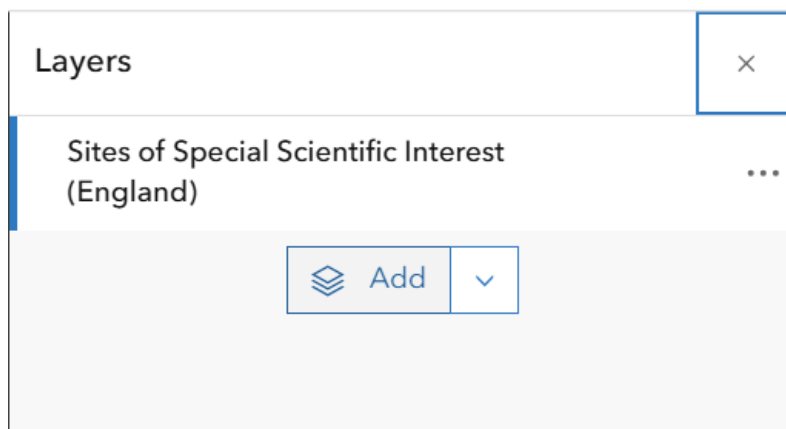 Layers
Sites of Special Scientific Interest
(England)
Add